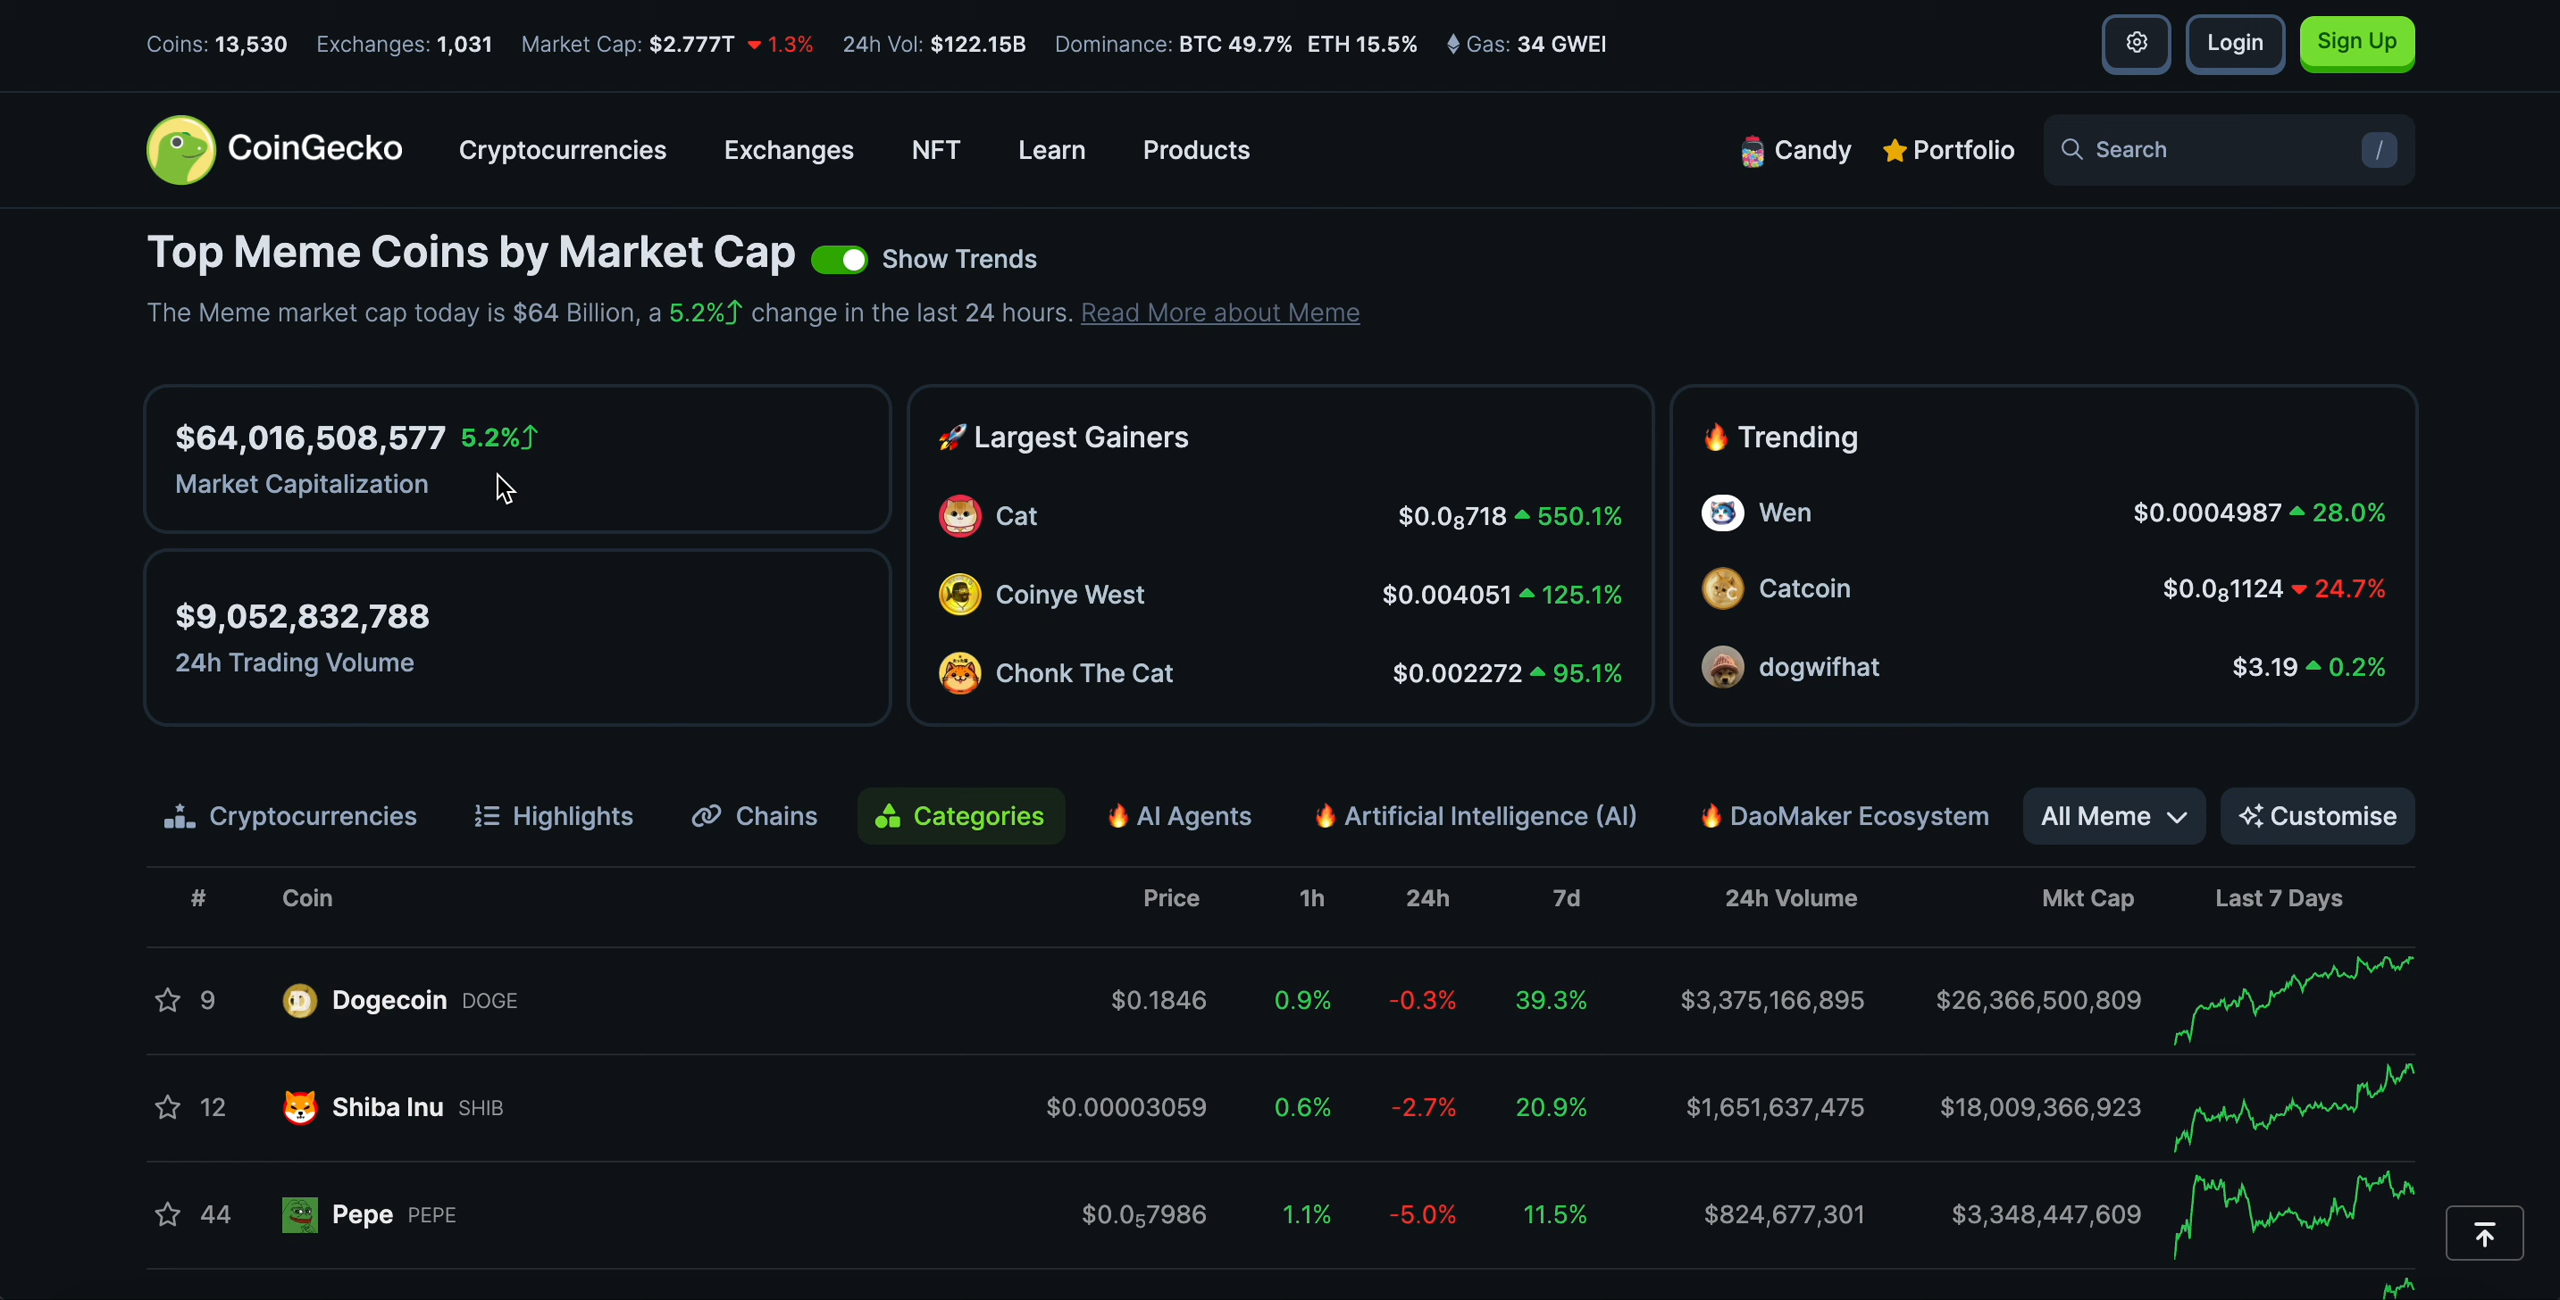 Coins: 13,530 Exchanges: 1,031 Market Cap: $2.777T 1.3% 24h Vol: $122.15B Dominance: BTC 49.7% ETH 15.5% Gas: 34 GWEI Login Sign Up
CoinGecko Cryptocurrencies Exchanges NFT Learn Products Candy Portfolio Search /
Top Meme Coins by Market Cap Show Trends
The Meme market cap today is $64 Billion, a 5.2% change in the last 24 hours. Read More about Meme
$64,016,508,577 5.2%
Market Capitalization
$9,052,832,788
24h Trading Volume
Largest Gainers
Cat $0.0₈718 550.1%
Coinye West $0.004051 125.1%
Chonk The Cat $0.002272 95.1%
Trending
Wen $0.0004987 28.0%
Catcoin $0.0₈1124 24.7%
dogwifhat $3.19 0.2%
Cryptocurrencies Highlights Chains Categories AI Agents Artificial Intelligence (AI) DaoMaker Ecosystem All Meme Customise
# Coin Price 1h 24h 7d 24h Volume Mkt Cap Last 7 Days
9 Dogecoin DOGE $0.1846 0.9% -0.3% 39.3% $3,375,166,895 $26,366,500,809
12 Shiba Inu SHIB $0.00003059 0.6% -2.7% 20.9% $1,651,637,475 $18,009,366,923
44 Pepe PEPE $0.0₅7986 1.1% -5.0% 11.5% $824,677,301 $3,348,447,609